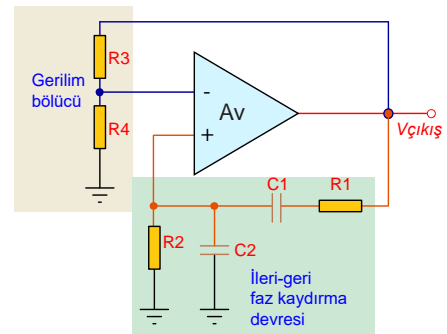 R3
Gerilim
bölücü
R4
-
+
Av
Vçıkış
C1
R1
R2
C2
İleri-geri
faz kaydırma
devresi